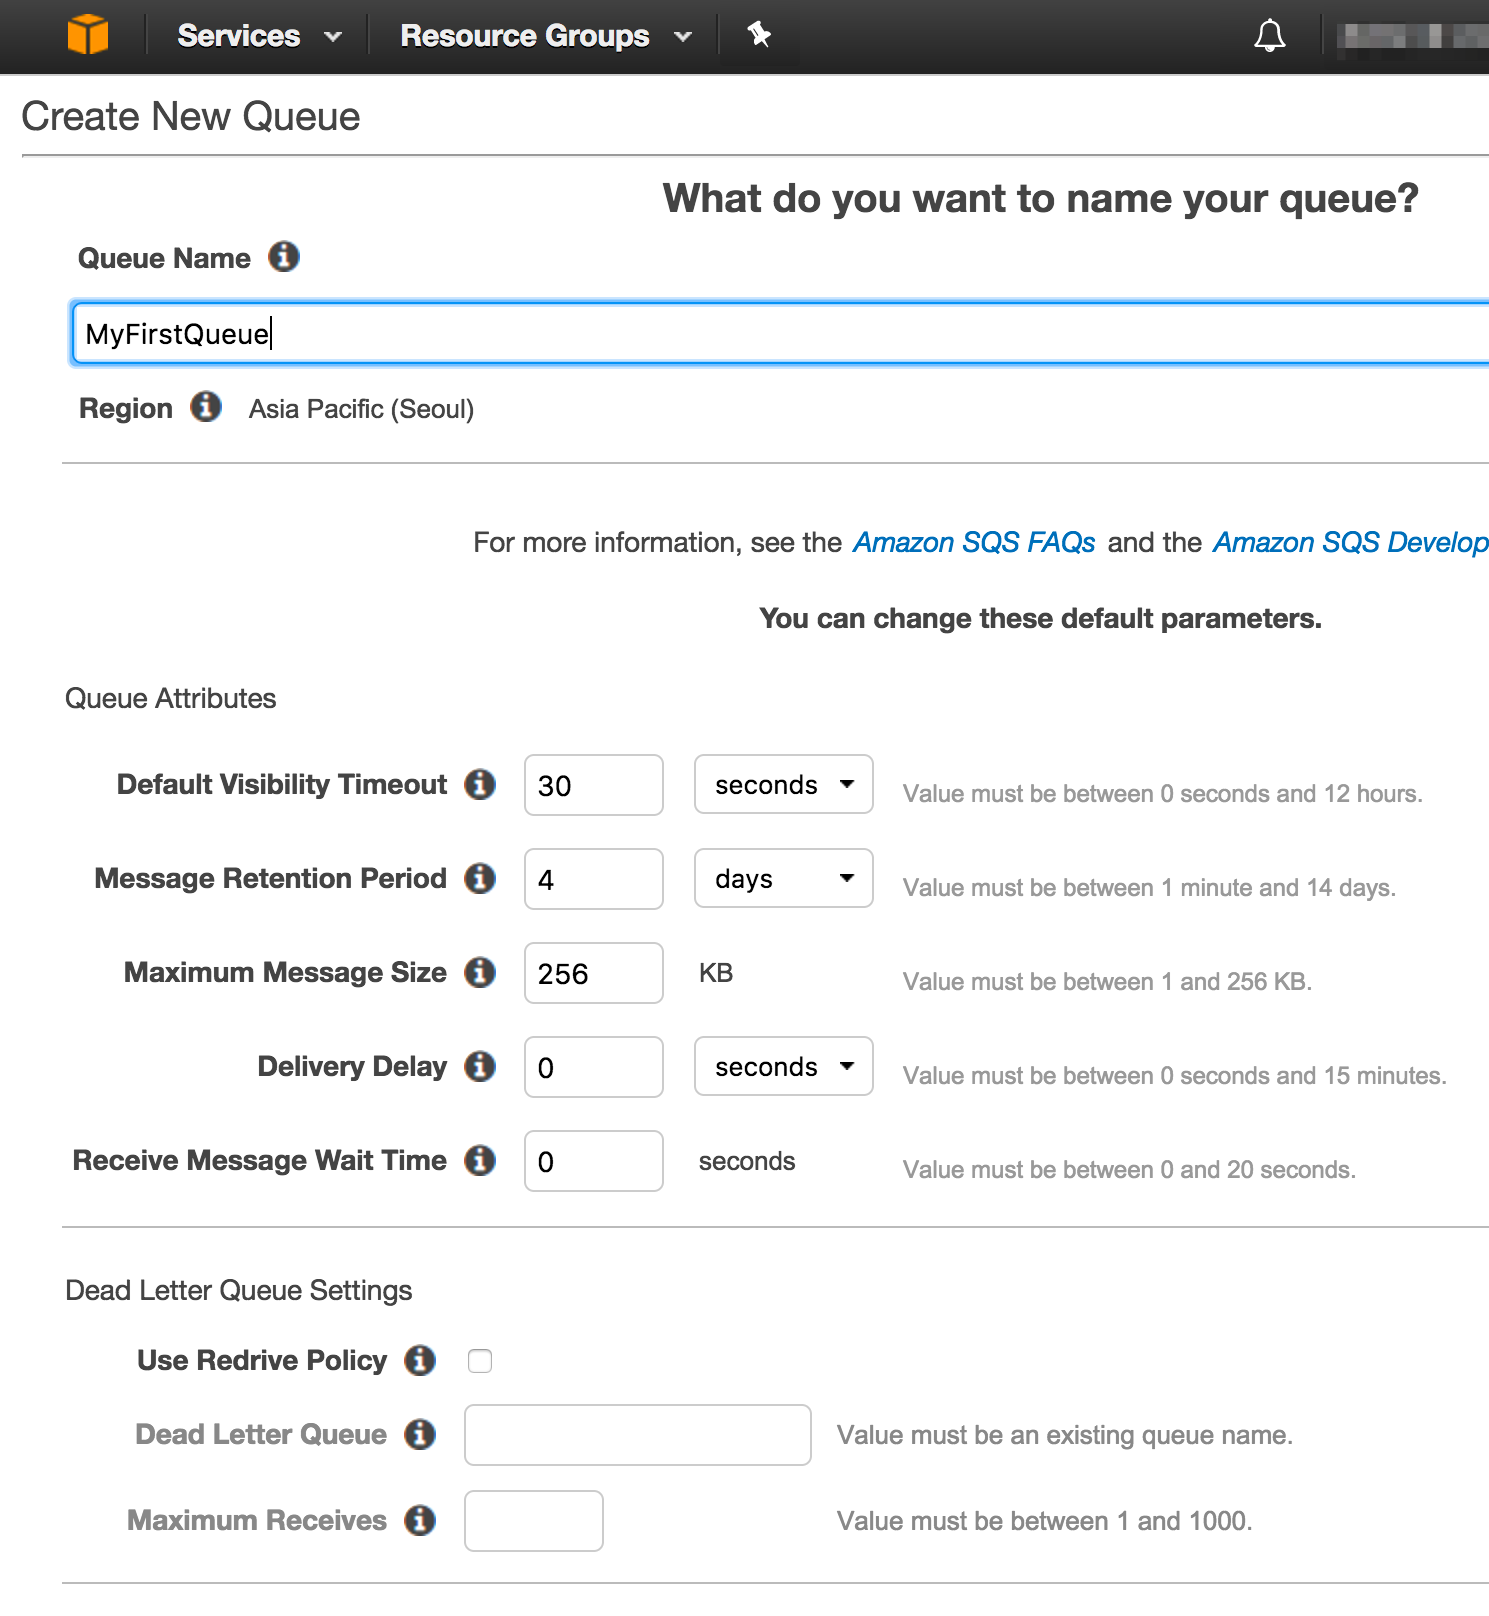 Services Resource Groups
Create New Queue
What do you want to name your queue?
Queue Name
MyFirstQueue
Region Asia Pacific (Seoul)
For more information, see the Amazon SQS FAQs and the Amazon SQS Develop
You can change these default parameters.
Queue Attributes
Default Visibility Timeout 30 seconds Value must be between 0 seconds and 12 hours.
Message Retention Period 4 days Value must be between 1 minute and 14 days.
Maximum Message Size 256 KB Value must be between 1 and 256 KB.
Delivery Delay 0 seconds Value must be between 0 seconds and 15 minutes.
Receive Message Wait Time 0 seconds Value must be between 0 and 20 seconds.
Dead Letter Queue Settings
Use Redrive Policy
Dead Letter Queue Value must be an existing queue name.
Maximum Receives Value must be between 1 and 1000.